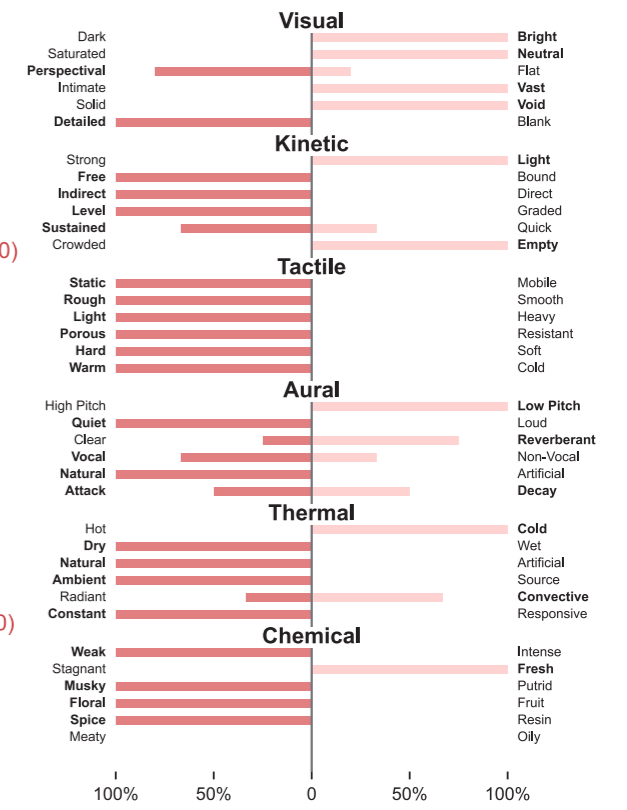 Visual
Dark Bright
Saturated Neutral
Perspectival Flat
Intimate Vast
Solid Void
Detailed Blank
Kinetic
Strong Light
Free Bound
Indirect Direct
Level Graded
Sustained Quick
Crowded Empty
0)
Tactile
Static Mobile
Rough Smooth
Light Heavy
Porous Resistant
Hard Soft
Warm Cold
Aural
High Pitch Low Pitch
Quiet Loud
Clear Reverberant
Vocal Non-Vocal
Natural Artificial
Attack Decay
Thermal
Hot Cold
Dry Wet
Natural Artificial
Ambient Source
Radiant Convective
Constant Responsive
0)
Chemical
Weak Intense
Stagnant Fresh
Musky Putrid
Floral Fruit
Spice Resin
Meaty Oily
100% 50% 0 50% 100%